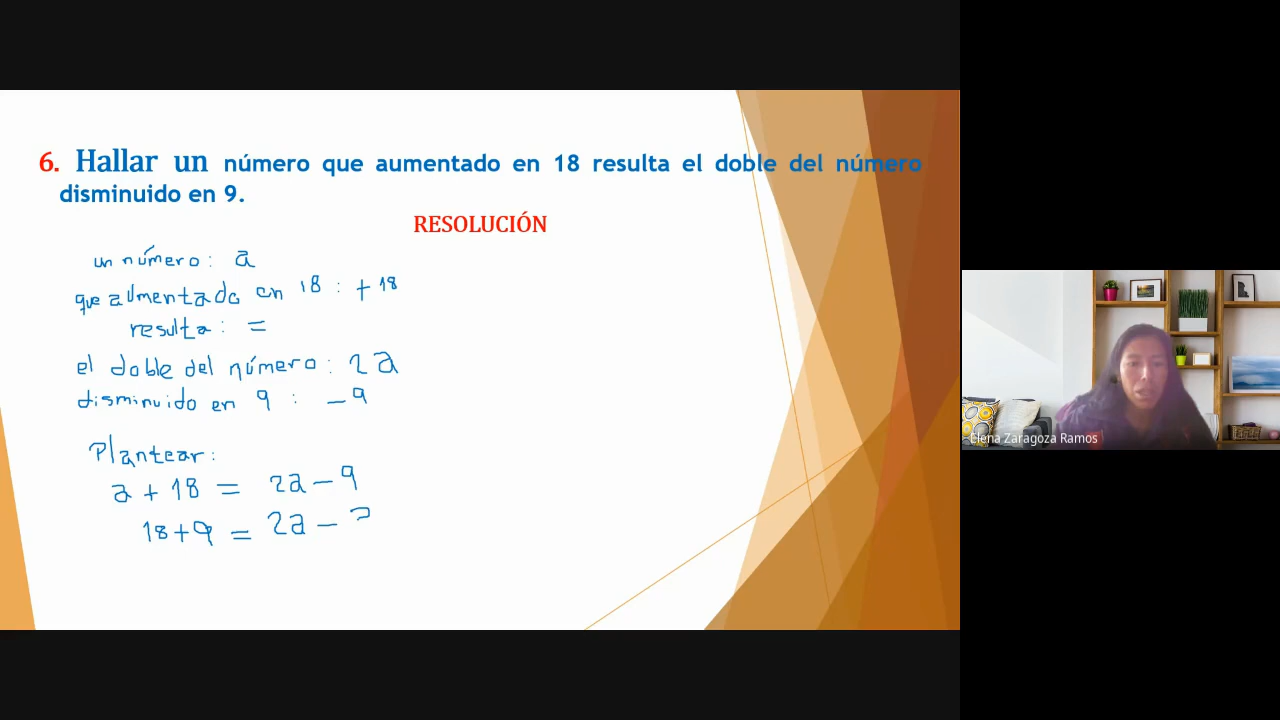 6. Hallar un número que aumentado en 18 resulta el doble del número
disminuido en 9.
RESOLUCIÓN
un número: a
que aumentado en 18 : +18
resulta: =
el doble del número: 2a
disminuido en 9 : -9
Plantear:
a + 18 = 2a - 9
18+9 = 2a -
Elena Zaragoza Ramos